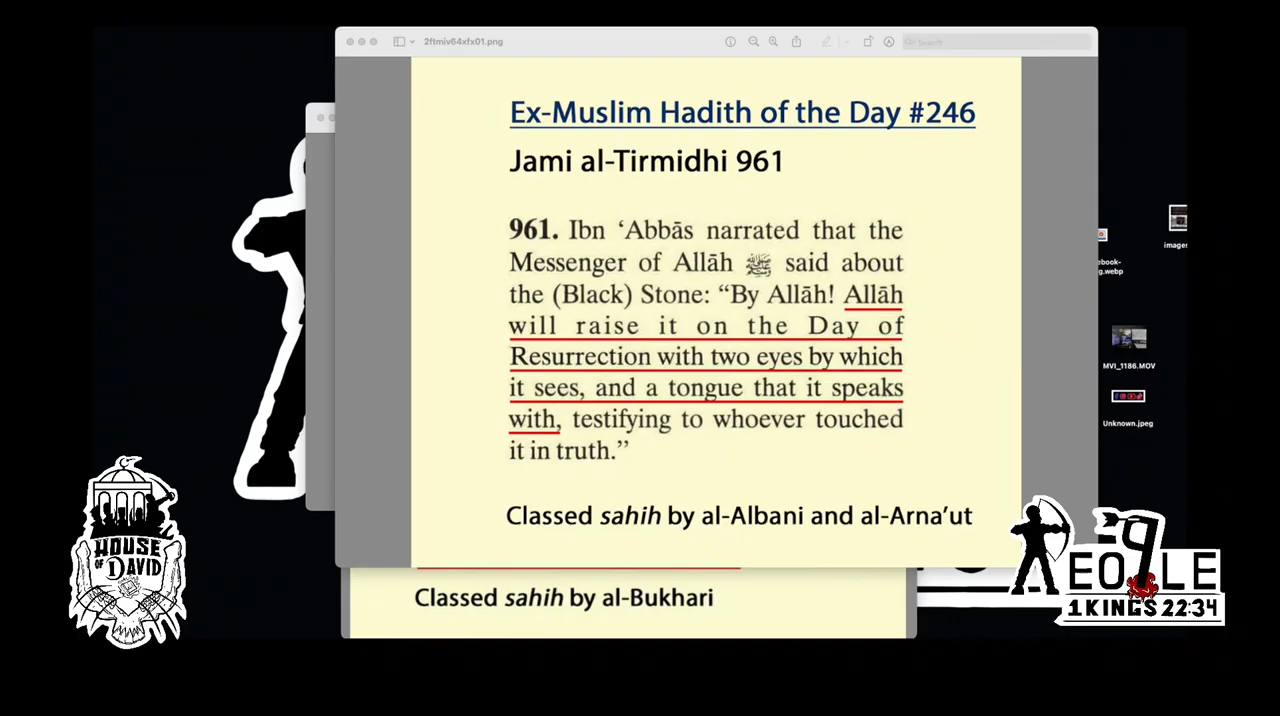 2ftmiv64xfx01.png
Search
Ex-Muslim Hadith of the Day #246
Jami al-Tirmidhi 961
961. Ibn ‘Abbās narrated that the
Messenger of Allāh ﷺ said about
the (Black) Stone: “By Allāh! Allāh
will raise it on the Day of
Resurrection with two eyes by which
it sees, and a tongue that it speaks
with, testifying to whoever touched
it in truth.”
Classed sahih by al-Albani and al-Arna’ut
Classed sahih by al-Bukhari
images
ebook-
g.webp
MVI_1186.MOV
Unknown.jpeg
HOUSE
OF DAVID
1 KINGS 22:34